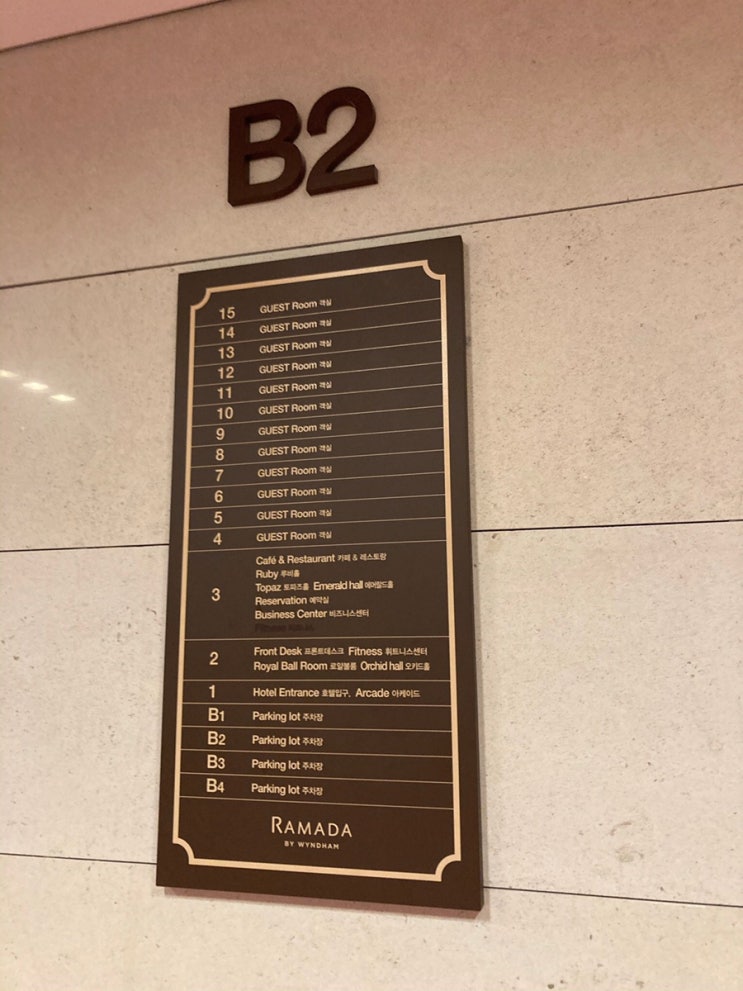 B2
15 GUEST Room 객실
14 GUEST Room 객실
13 GUEST Room 객실
12 GUEST Room 객실
11 GUEST Room 객실
10 GUEST Room 객실
9 GUEST Room 객실
8 GUEST Room 객실
7 GUEST Room 객실
6 GUEST Room 객실
5 GUEST Room 객실
4 GUEST Room 객실
3 Café & Restaurant 카페 & 레스토랑
Ruby 루비홀
Topaz 토파즈홀 Emerald hall 에머랄드홀
Reservation 예약실
Business Center 비즈니스센터
2 Front Desk 프론트데스크 Fitness 휘트니스센터
Royal Ball Room 로얄볼룸 Orchid hall 오키드홀
1 Hotel Entrance 호텔입구, Arcade 아케이드
B1 Parking lot 주차장
B2 Parking lot 주차장
B3 Parking lot 주차장
B4 Parking lot 주차장
RAMADA
BY WYNDHAM